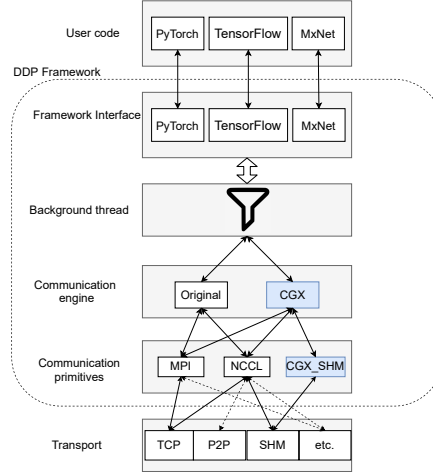 User code
PyTorch TensorFlow MxNet
DDP Framework
Framework Interface
PyTorch TensorFlow MxNet
Background thread
Communication
engine
Original CGX
Communication
primitives
MPI NCCL CGX_SHM
Transport
TCP P2P SHM etc.